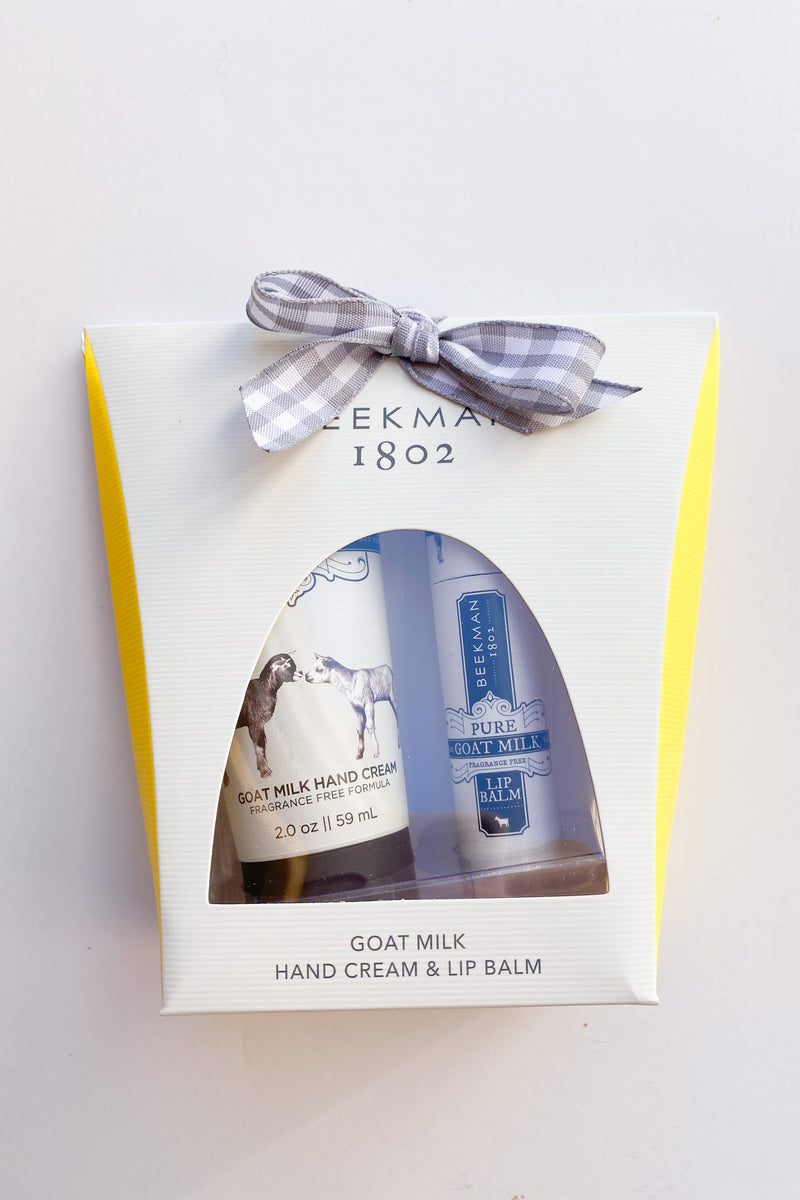 BEEKMAN
1802
GOAT MILK HAND CREAM
FRAGRANCE FREE FORMULA
2.0 oz || 59 mL
BEEKMAN
1802
PURE
GOAT MILK
FRAGRANCE FREE
LIP
BALM
GOAT MILK
HAND CREAM & LIP BALM